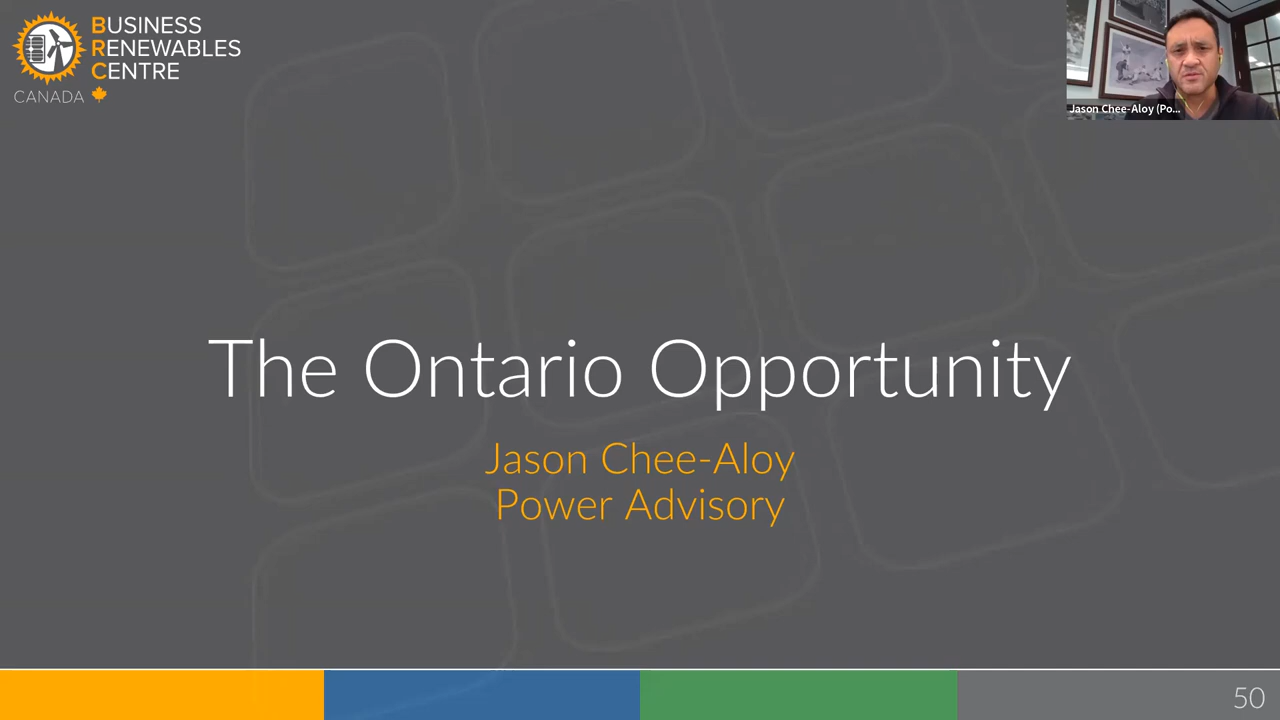 BUSINESS
RENEWABLES
CENTRE
CANADA
Jason Chee-Aloy (Po...
The Ontario Opportunity
Jason Chee-Aloy
Power Advisory
50